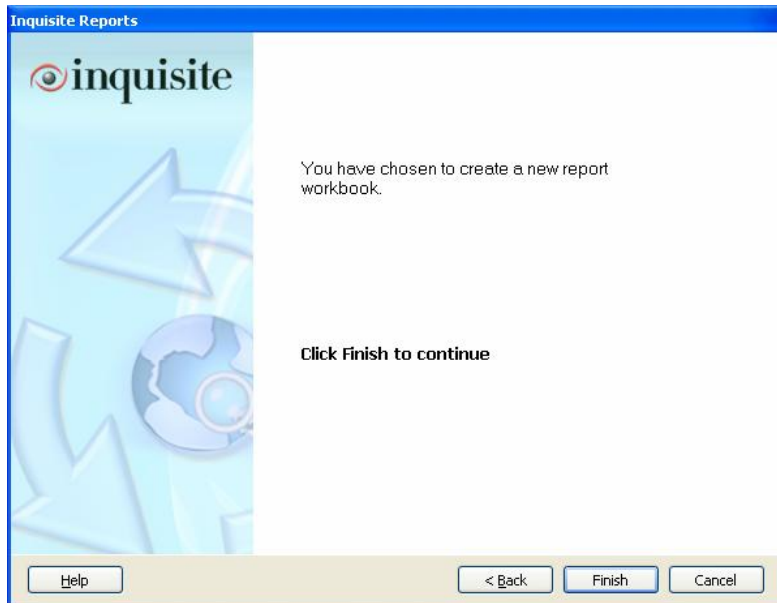 Inquisite Reports
inquisite
You have chosen to create a new report
workbook.
Click Finish to continue
Help
< Back
Finish
Cancel